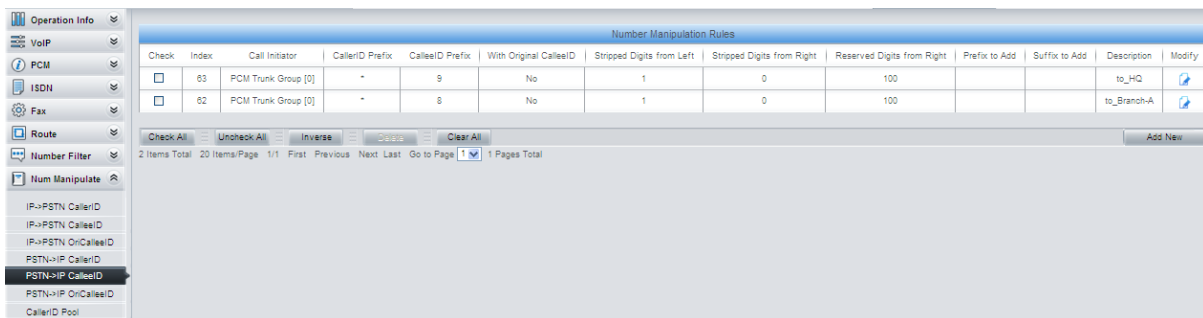 Operation Info
VoIP
PCM
ISDN
Fax
Route
Number Filter
Num Manipulate
IP->PSTN CallerID
IP->PSTN CalleeID
IP->PSTN OriCalleeID
PSTN->IP CallerID
PSTN->IP CalleeID
PSTN->IP OriCalleeID
CallerID Pool
Number Manipulation Rules
Check Index Call Initiator CallerID Prefix CalleeID Prefix With Original CalleeID Stripped Digits from Left Stripped Digits from Right Reserved Digits from Right Prefix to Add Suffix to Add Description Modify
63 PCM Trunk Group [0] * 9 No 1 0 100 to_HQ
62 PCM Trunk Group [0] * 8 No 1 0 100 to_Branch-A
Check All Uncheck All Inverse Delete Clear All Add New
2 Items Total 20 Items/Page 1/1 First Previous Next Last Go to Page 1 1 Pages Total